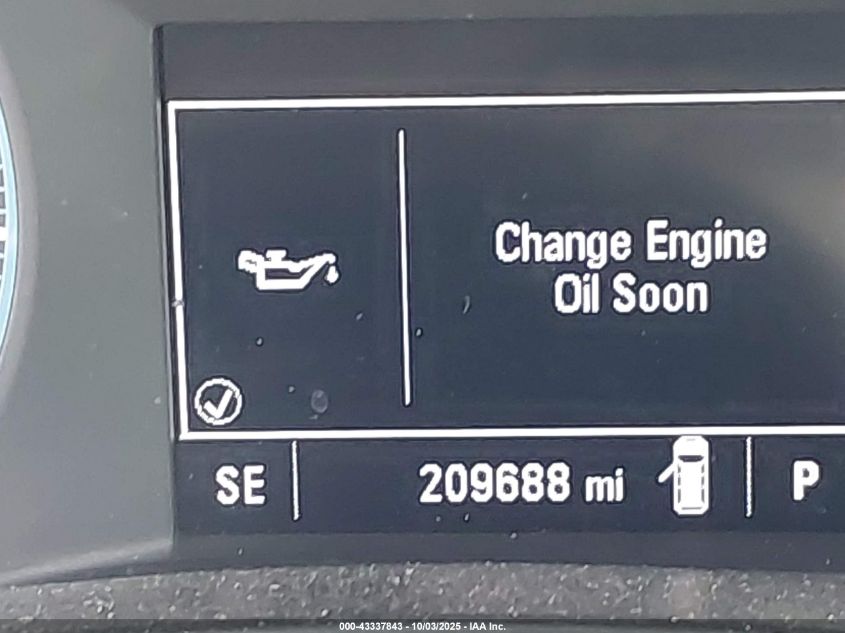 Change Engine
Oil Soon
SE
209688 mi
P
000-43337843 - 10/03/2025 - IAA Inc.